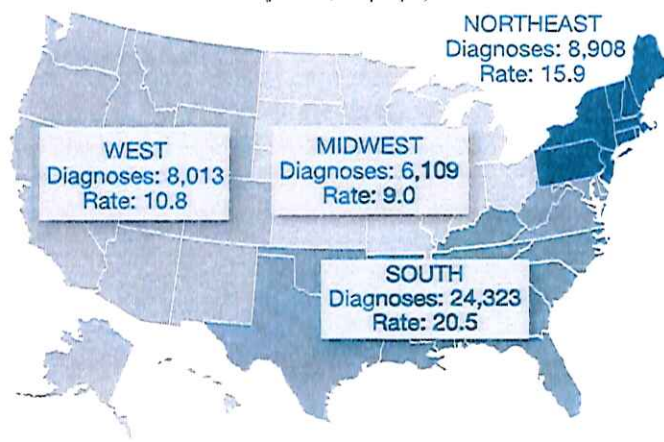 NORTHEAST
Diagnoses: 8,908
Rate: 15.9
WEST
Diagnoses: 8,013
Rate: 10.8
MIDWEST
Diagnoses: 6,109
Rate: 9.0
SOUTH
Diagnoses: 24,323
Rate: 20.5